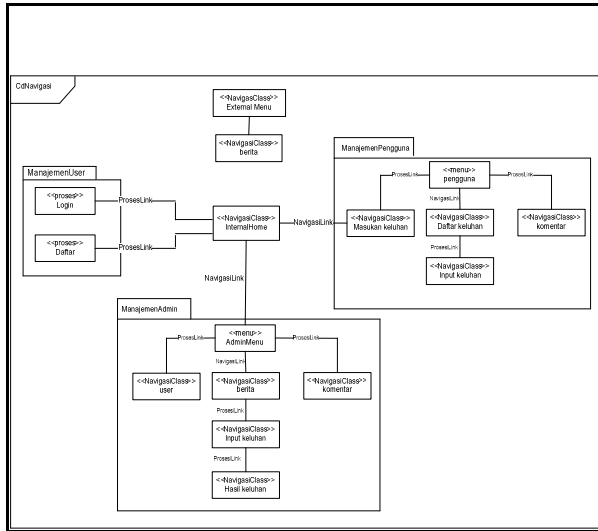 CdNavigasi
<<NavigasiClass>>
External Menu
<<NavigasiClass>>
berita
ManajemenUser
<<proses>>
Login
ProsesLink
<<proses>>
Daftar
ProsesLink
<<NavigasiClass>>
InternalHome
NavigasiLink
NavigasiLink
ManajemenPengguna
<<menu>>
pengguna
ProsesLink
ProsesLink
NavigasiLink
<<NavigasiClass>>
Masukan keluhan
<<NavigasiClass>>
Daftar keluhan
<<NavigasiClass>>
komentar
ProsesLink
<<NavigasiClass>>
Input keluhan
ManajemenAdmin
<<menu>>
AdminMenu
ProsesLink
ProsesLink
NavigasiLink
<<NavigasiClass>>
user
<<NavigasiClass>>
berita
<<NavigasiClass>>
komentar
ProsesLink
<<NavigasiClass>>
Input keluhan
ProsesLink
<<NavigasiClass>>
Hasil keluhan